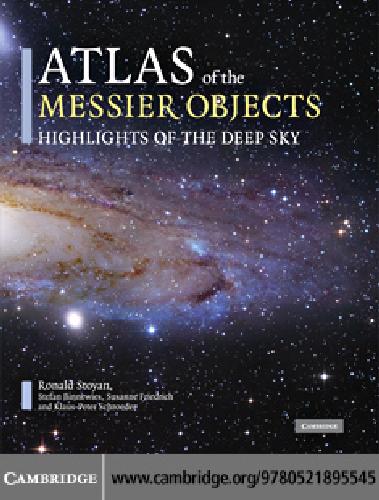 ATLAS of the
MESSIER OBJECTS
HIGHLIGHTS OF THE DEEP SKY
Ronald Stoyan,
Stefan Binnewies, Susanne Friedrich
and Klaus-Peter Schroeder
CAMBRIDGE
CAMBRIDGE www.cambridge.org/9780521895545